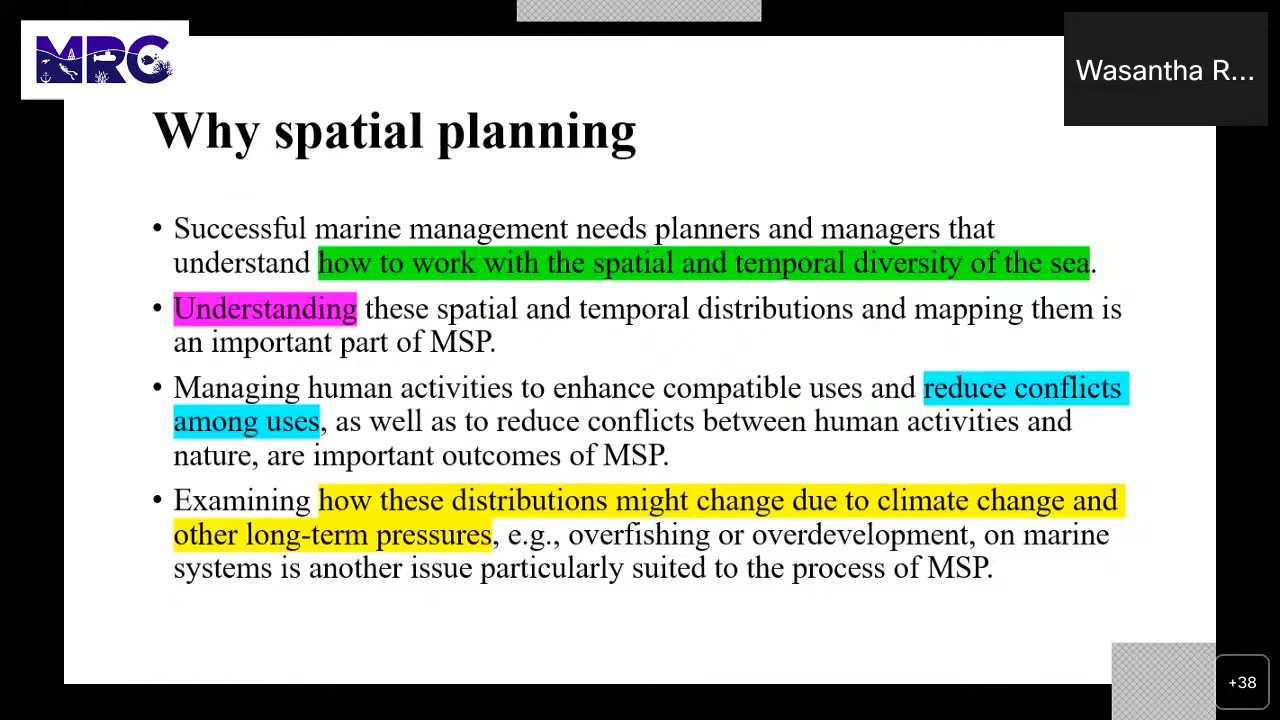 MRC
Wasantha R...
Why spatial planning
• Successful marine management needs planners and managers that
understand how to work with the spatial and temporal diversity of the sea.
• Understanding these spatial and temporal distributions and mapping them is
an important part of MSP.
• Managing human activities to enhance compatible uses and reduce conflicts
among uses, as well as to reduce conflicts between human activities and
nature, are important outcomes of MSP.
• Examining how these distributions might change due to climate change and
other long-term pressures, e.g., overfishing or overdevelopment, on marine
systems is another issue particularly suited to the process of MSP.
+38